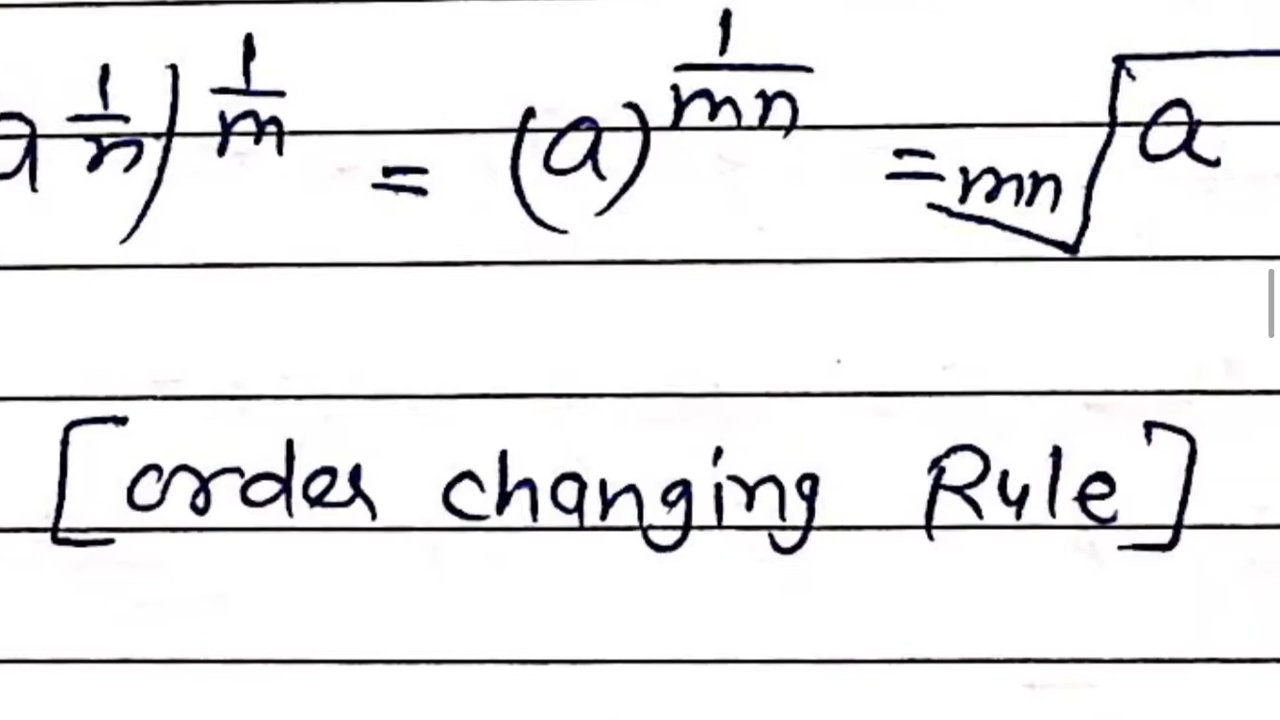 a^(1/n))^(1/m) = (a)^(1/mn) = mn√a
[order changing Rule]